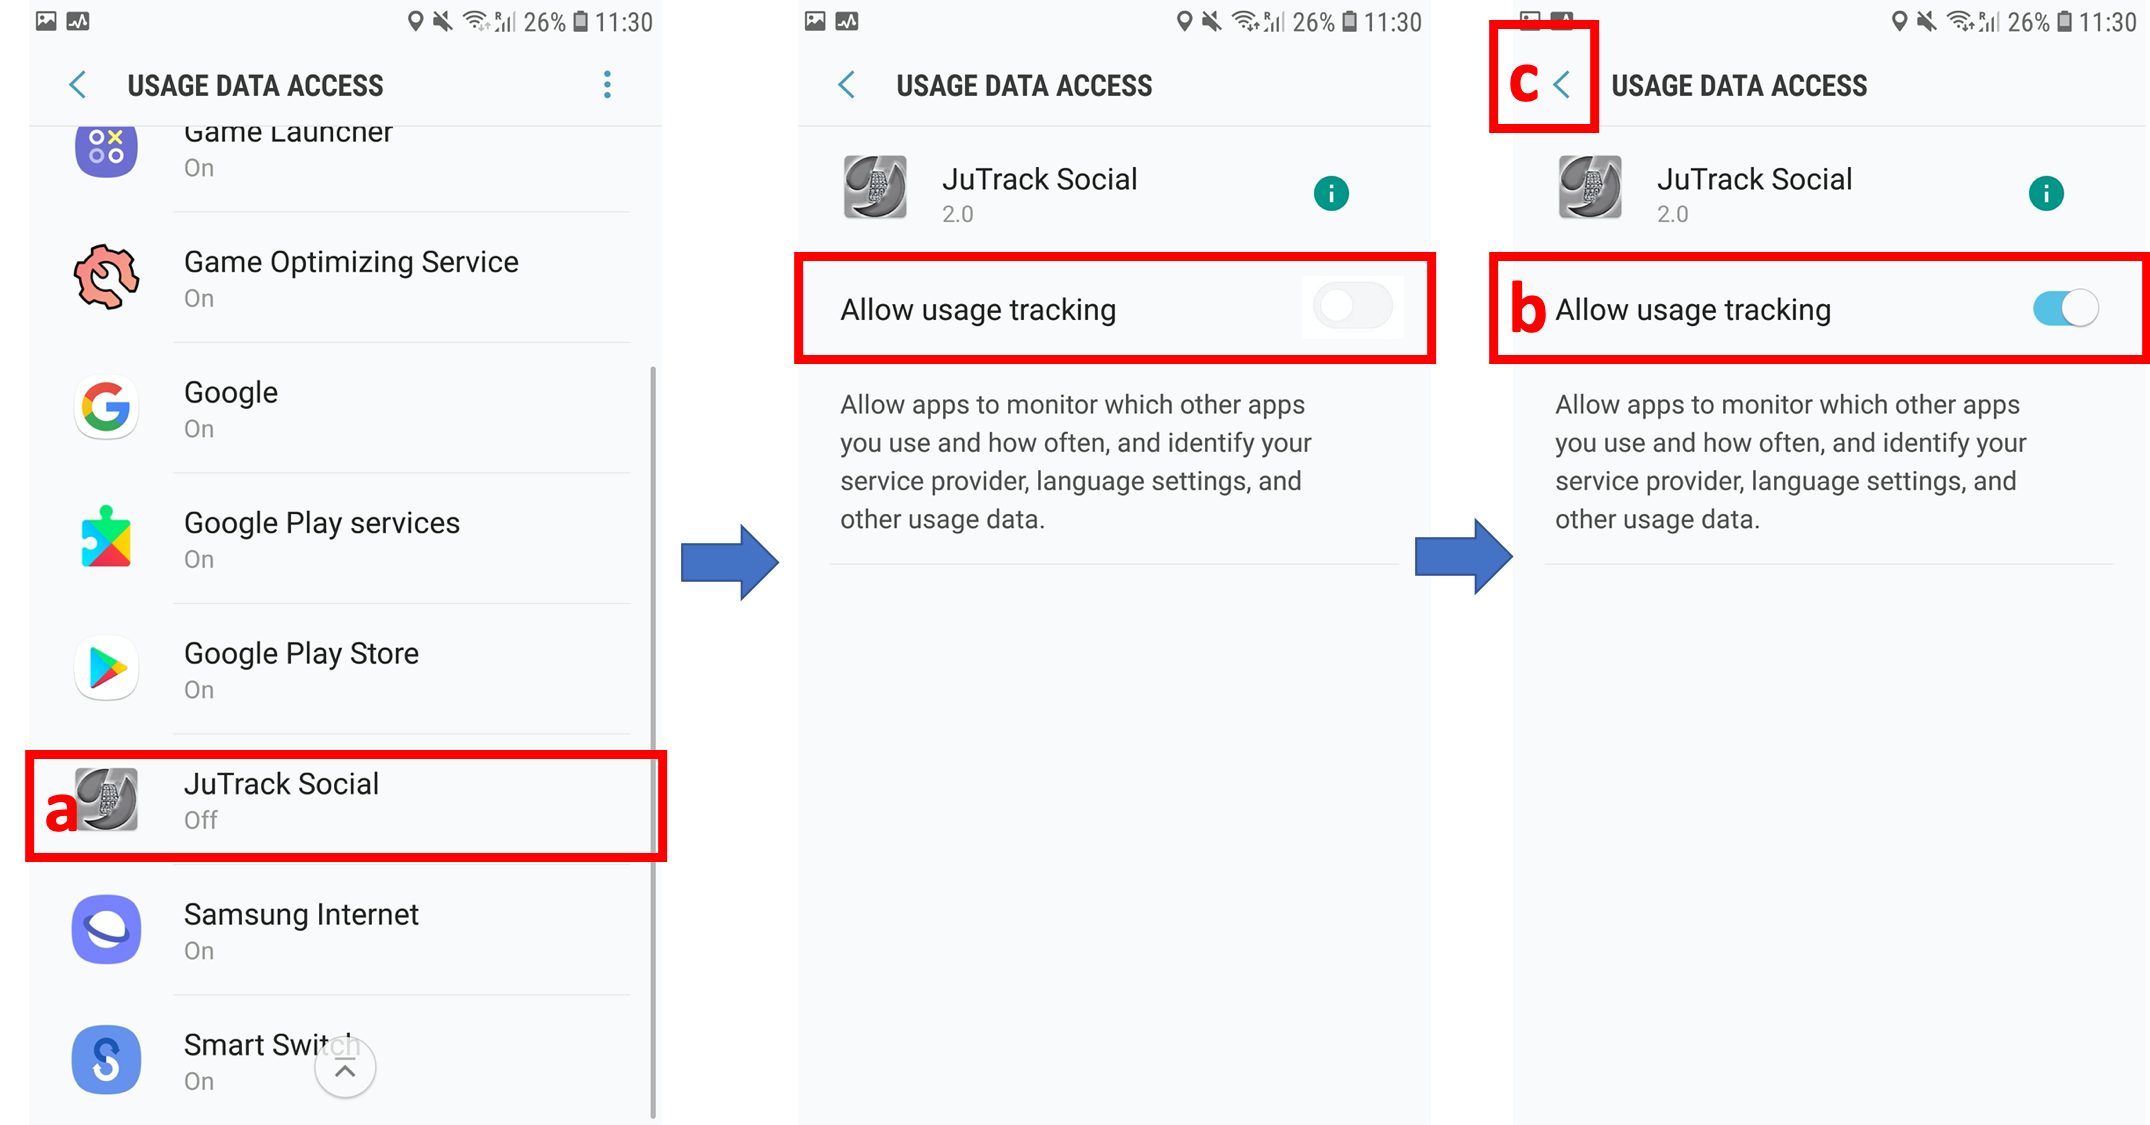 26% 11:30
USAGE DATA ACCESS
Game Launcher
On
Game Optimizing Service
On
Google
On
Google Play services
On
Google Play Store
On
a
JuTrack Social
Off
Samsung Internet
On
Smart Switch
On
26% 11:30
USAGE DATA ACCESS
JuTrack Social
2.0
Allow usage tracking
Allow apps to monitor which other apps
you use and how often, and identify your
service provider, language settings, and
other usage data.
26% 11:30
c USAGE DATA ACCESS
JuTrack Social
2.0
b Allow usage tracking
Allow apps to monitor which other apps
you use and how often, and identify your
service provider, language settings, and
other usage data.